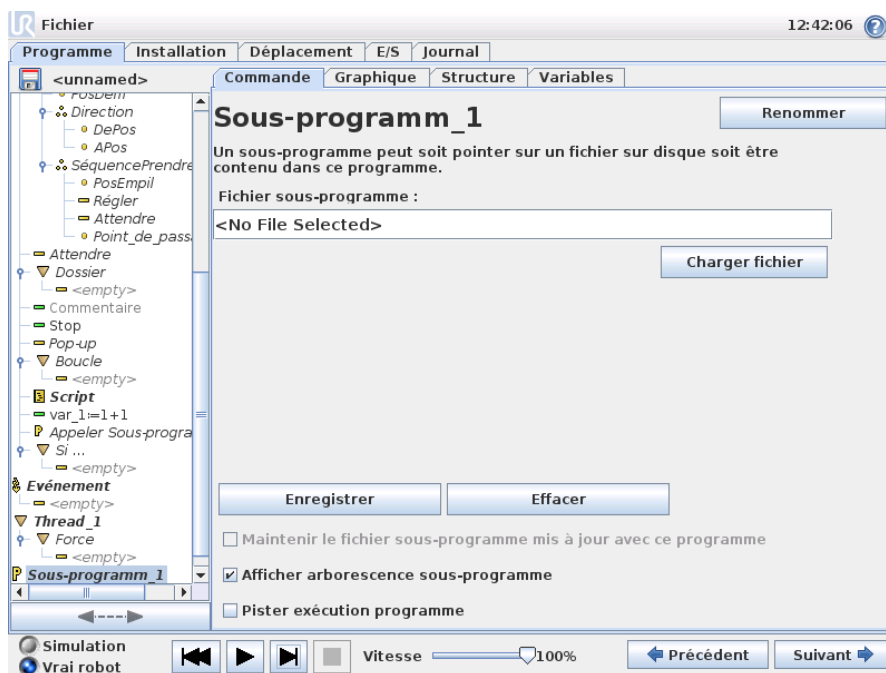 UR Fichier 12:42:06 ?
Programme Installation Déplacement E/S Journal
<unnamed>
PosDém
Direction
DePos
APos
SéquencePrendre
PosEmpil
Régler
Attendre
Point_de_pass
Attendre
Dossier
<empty>
Commentaire
Stop
Pop-up
Boucle
<empty>
Script
var_1:=1+1
Appeler Sous-progra
Si ...
<empty>
Evénement
<empty>
Thread_1
Force
<empty>
Sous-programm_1
Commande Graphique Structure Variables
Sous-programm_1 Renommer
Un sous-programme peut soit pointer sur un fichier sur disque soit être
contenu dans ce programme.
Fichier sous-programme :
<No File Selected>
Charger fichier
Enregistrer Effacer
Maintenir le fichier sous-programme mis à jour avec ce programme
Afficher arborescence sous-programme
Pister exécution programme
Simulation
Vrai robot
Vitesse 100% Précédent Suivant